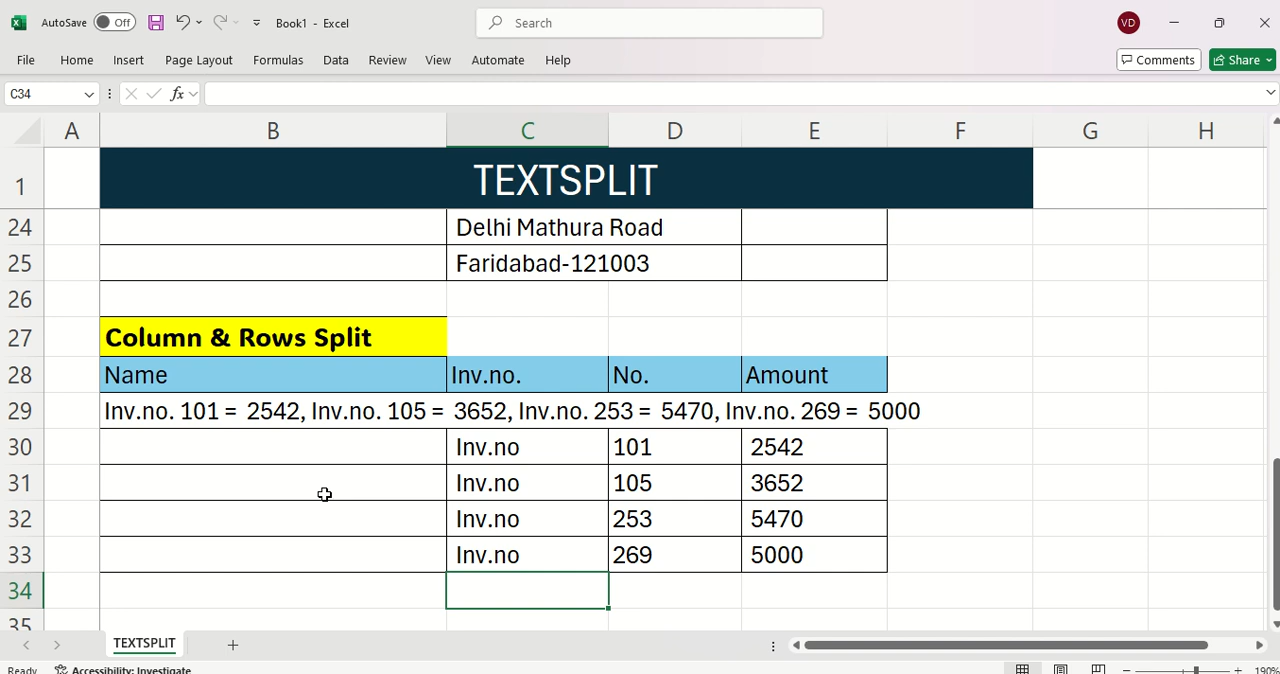 AutoSave Off Book1 - Excel Search VD
File Home Insert Page Layout Formulas Data Review View Automate Help Comments Share
C34 fx
A B C D E F G H
1 TEXTSPLIT
24 Delhi Mathura Road
25 Faridabad-121003
26
27 Column & Rows Split
28 Name Inv.no. No. Amount
29 Inv.no. 101 = 2542, Inv.no. 105 = 3652, Inv.no. 253 = 5470, Inv.no. 269 = 5000
30 Inv.no 101 2542
31 Inv.no 105 3652
32 Inv.no 253 5470
33 Inv.no 269 5000
34
35
TEXTSPLIT
Ready Accessibility: Investigate 190%